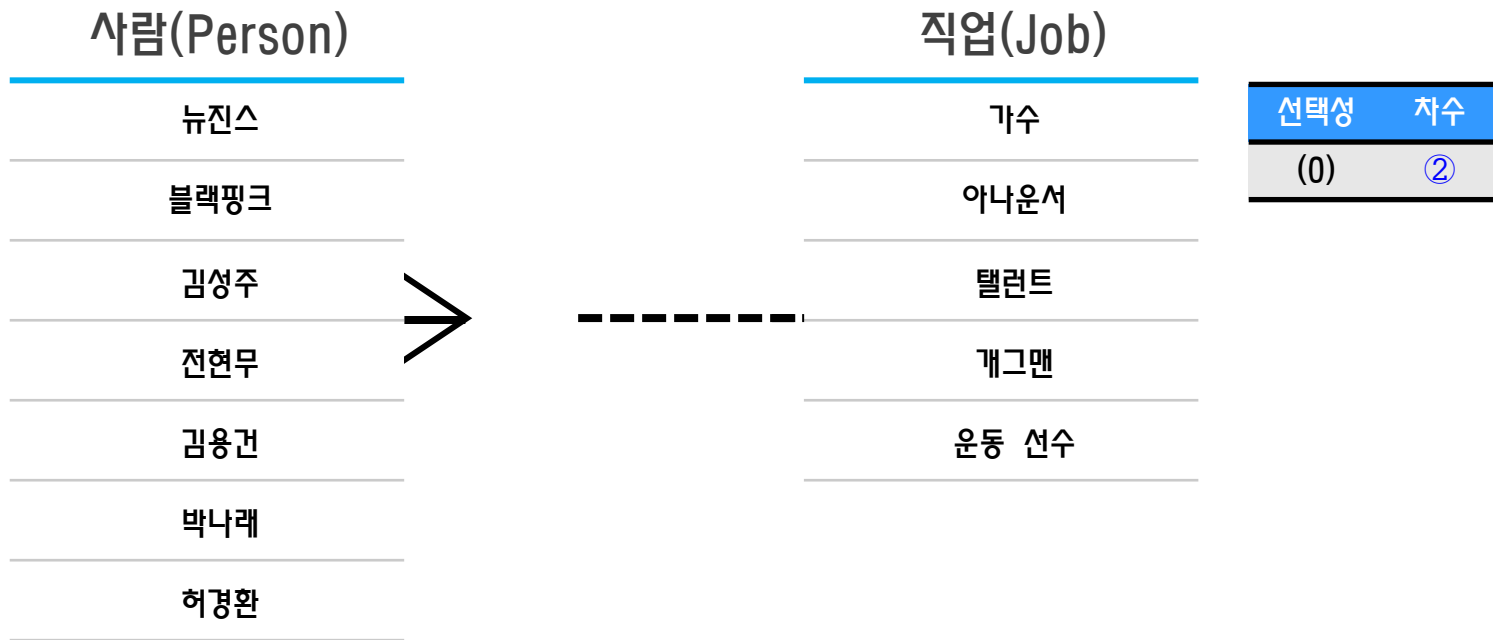 사람(Person)
뉴진스
블랙핑크
김성주
전현무
김용건
박나래
허경환
직업(Job)
가수
아나운서
탤런트
개그맨
운동 선수
선택성 차수
(0) ②